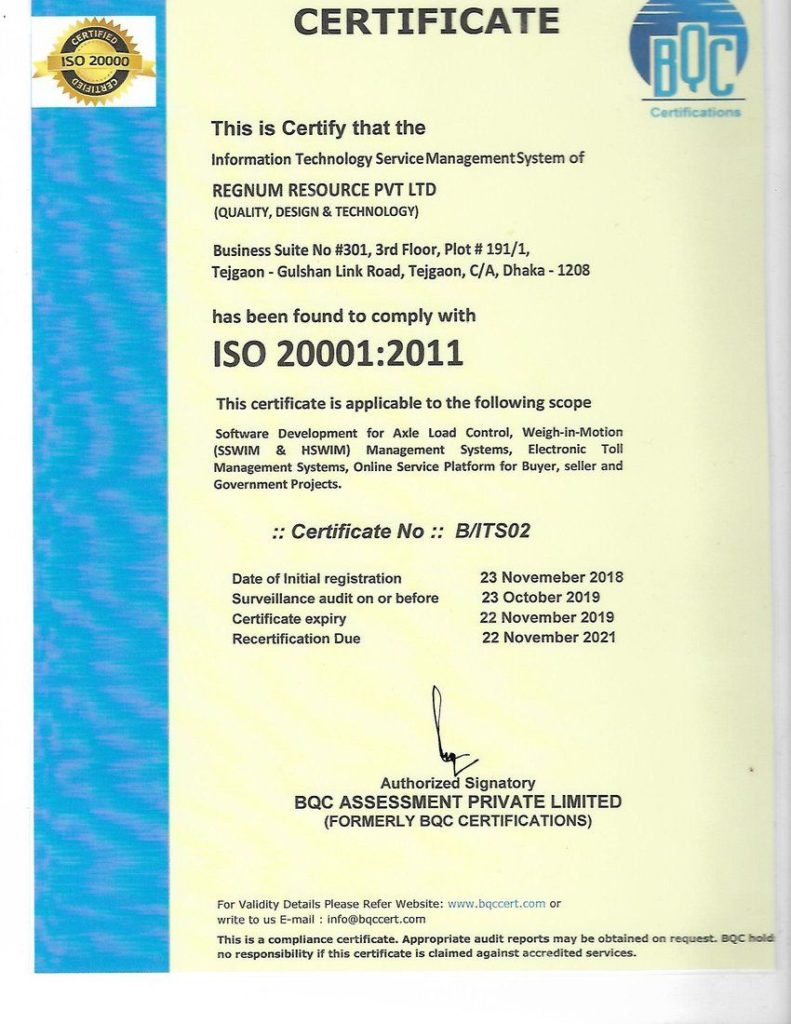 CERTIFICATE
CERTIFIED
ISO 20000
CERTIFIED
BQC
Certifications
This is Certify that the
Information Technology Service Management System of
REGNUM RESOURCE PVT LTD
(QUALITY, DESIGN & TECHNOLOGY)
Business Suite No #301, 3rd Floor, Plot # 191/1,
Tejgaon - Gulshan Link Road, Tejgaon, C/A, Dhaka - 1208
has been found to comply with
ISO 20001:2011
This certificate is applicable to the following scope
Software Development for Axle Load Control, Weigh-in-Motion
(SSWIM & HSWIM) Management Systems, Electronic Toll
Management Systems, Online Service Platform for Buyer, seller and
Government Projects.
:: Certificate No :: B/ITS02
Date of Initial registration 23 Novemeber 2018
Surveillance audit on or before 23 October 2019
Certificate expiry 22 November 2019
Recertification Due 22 November 2021
Authorized Signatory
BQC ASSESSMENT PRIVATE LIMITED
(FORMERLY BQC CERTIFICATIONS)
For Validity Details Please Refer Website: www.bqccert.com or
write to us E-mail : info@bqccert.com
This is a compliance certificate. Appropriate audit reports may be obtained on request. BQC hold
no responsibility if this certificate is claimed against accredited services.